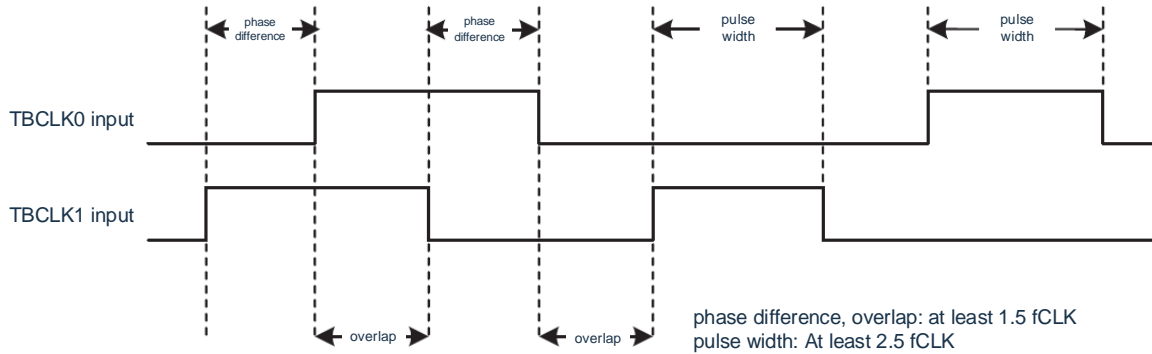 phase
difference
phase
difference
pulse
width
pulse
width
TBCLK0 input
TBCLK1 input
overlap
overlap
phase difference, overlap: at least 1.5 fCLK
pulse width: At least 2.5 fCLK